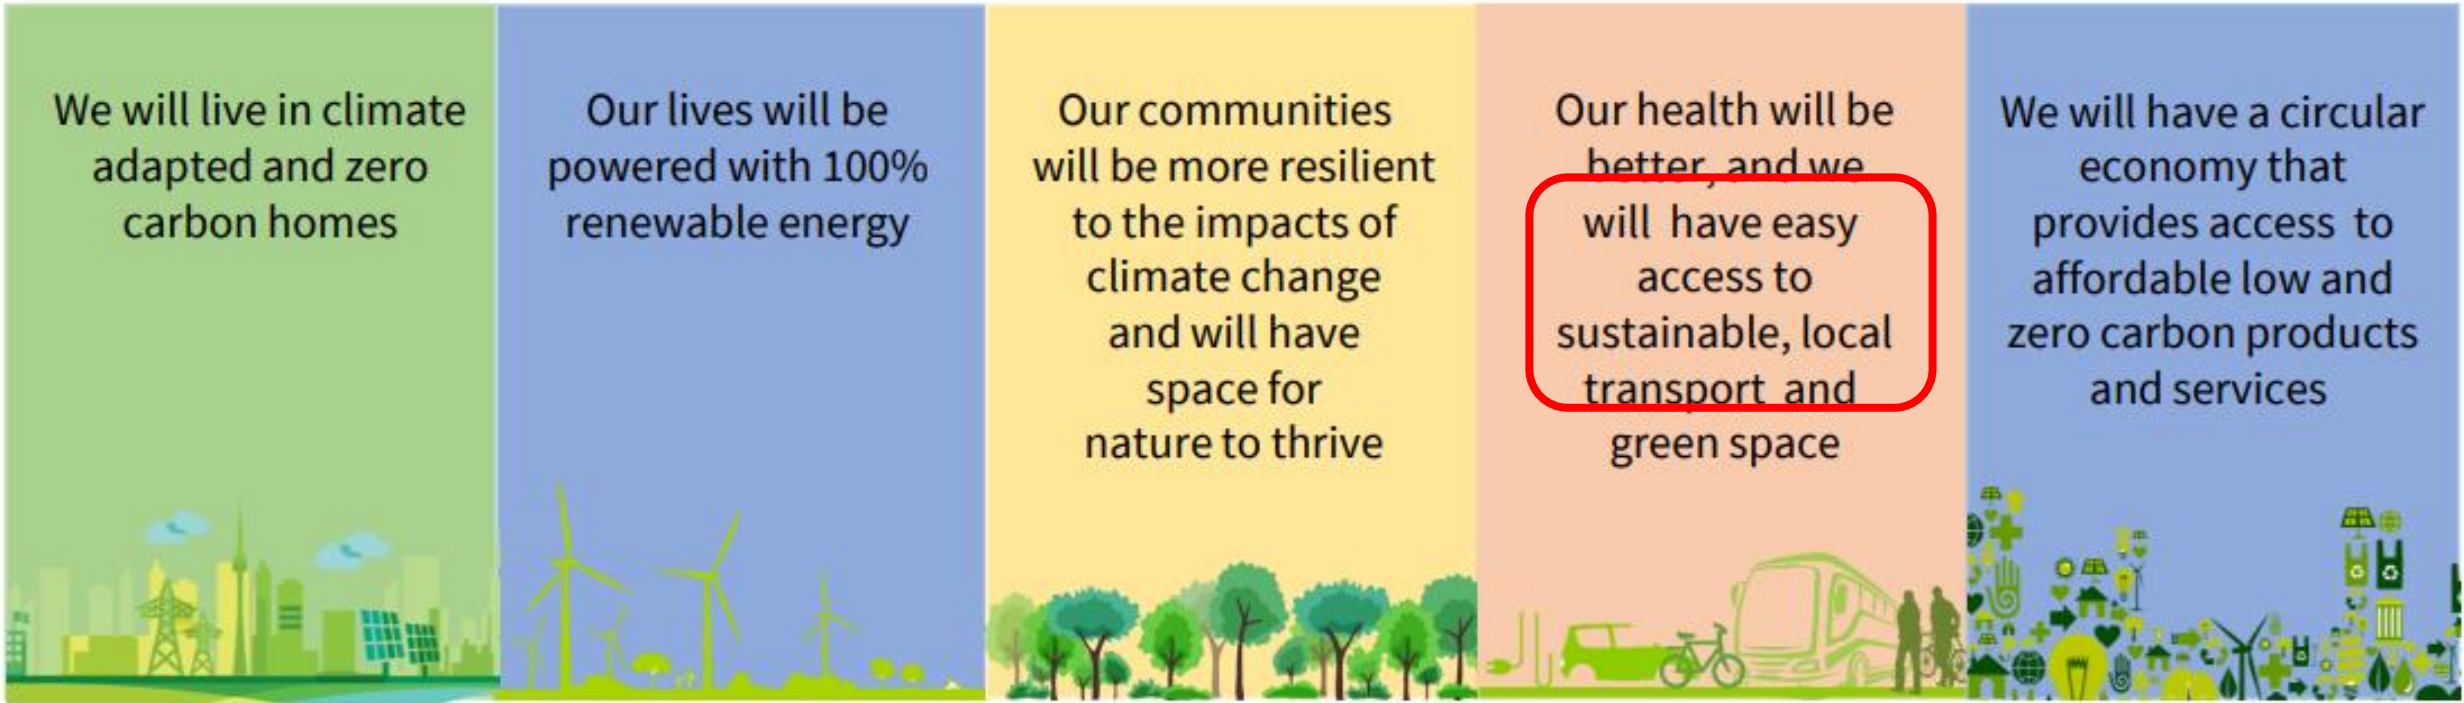 We will live in climate
adapted and zero
carbon homes
Our lives will be
powered with 100%
renewable energy
Our communities
will be more resilient
to the impacts of
climate change
and will have
space for
nature to thrive
Our health will be
better, and we
will have easy
access to
sustainable, local
transport and
green space
We will have a circular
economy that
provides access to
affordable low and
zero carbon products
and services